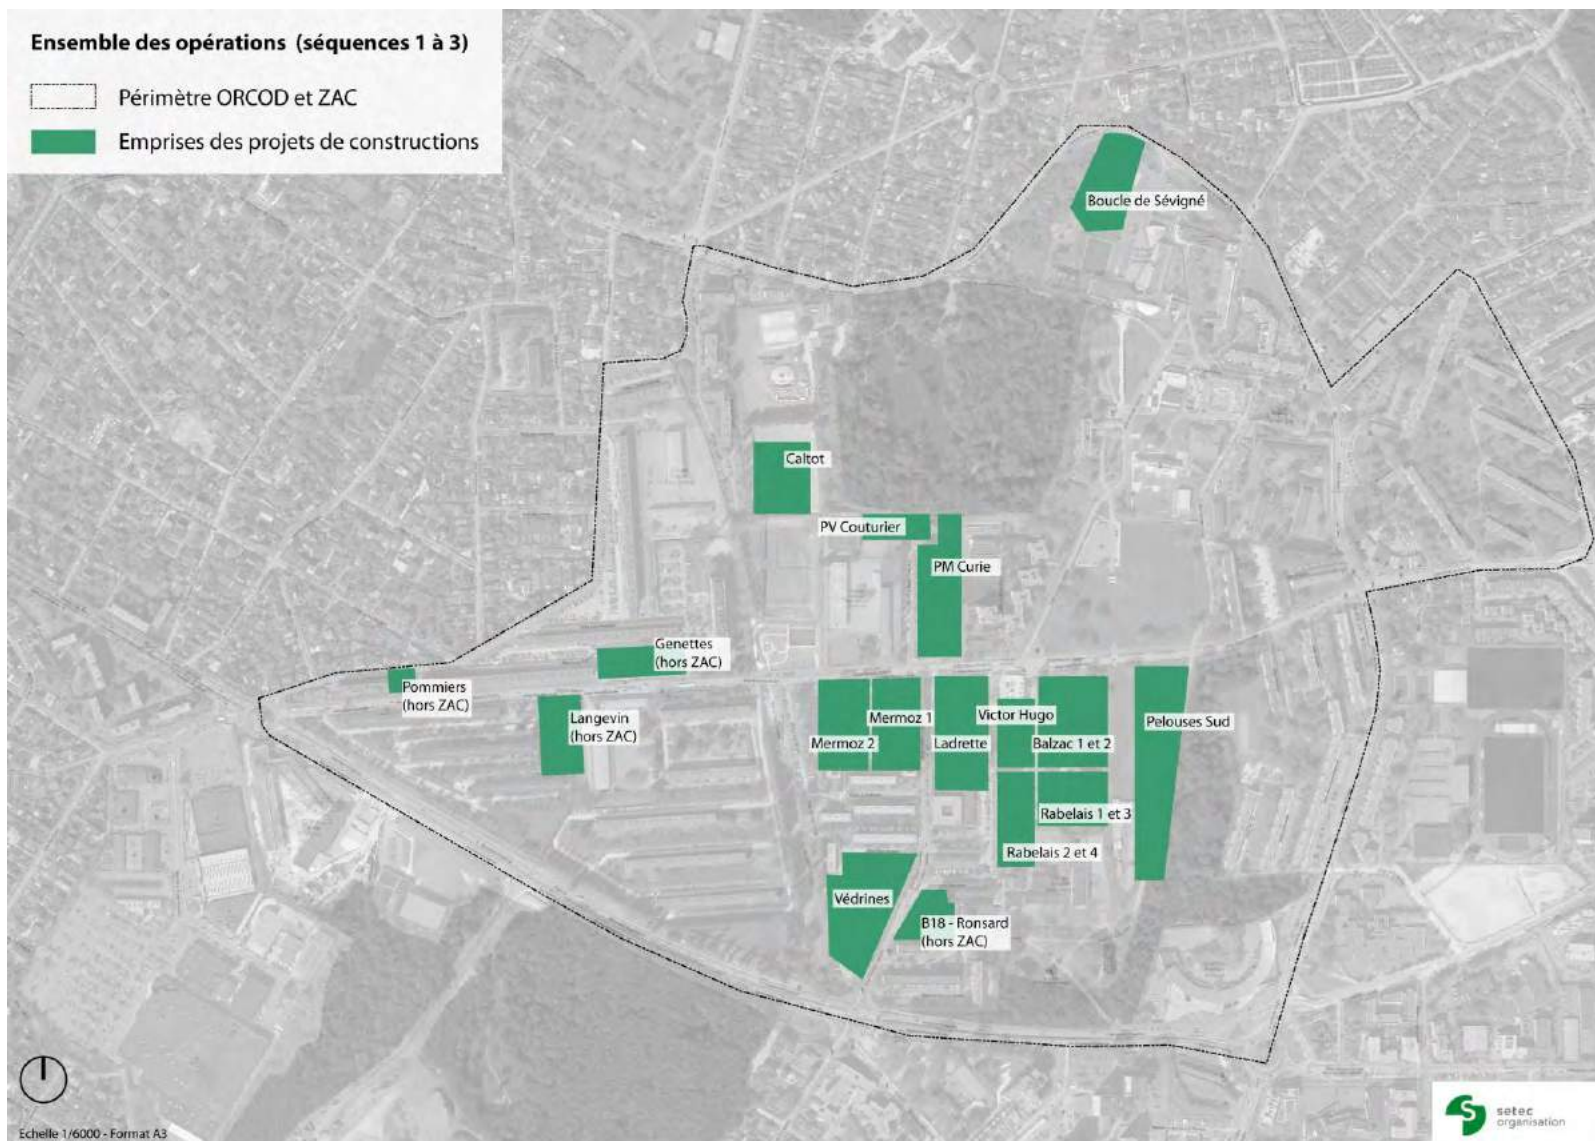 Ensemble des opérations (séquences 1 à 3)
Périmètre ORCOD et ZAC
Emprises des projets de constructions
Boucle de Sévigné
Caltot
PV Couturier
PM Curie
Genettes
(hors ZAC)
Pommiers
(hors ZAC)
Langevin
(hors ZAC)
Mermoz 1
Mermoz 2
Ladrette
Victor Hugo
Balzac 1 et 2
Pelouses Sud
Rabelais 1 et 3
Rabelais 2 et 4
Védrines
B18 - Ronsard
(hors ZAC)
Echelle 1/6000 - Format A3
setec
organisation